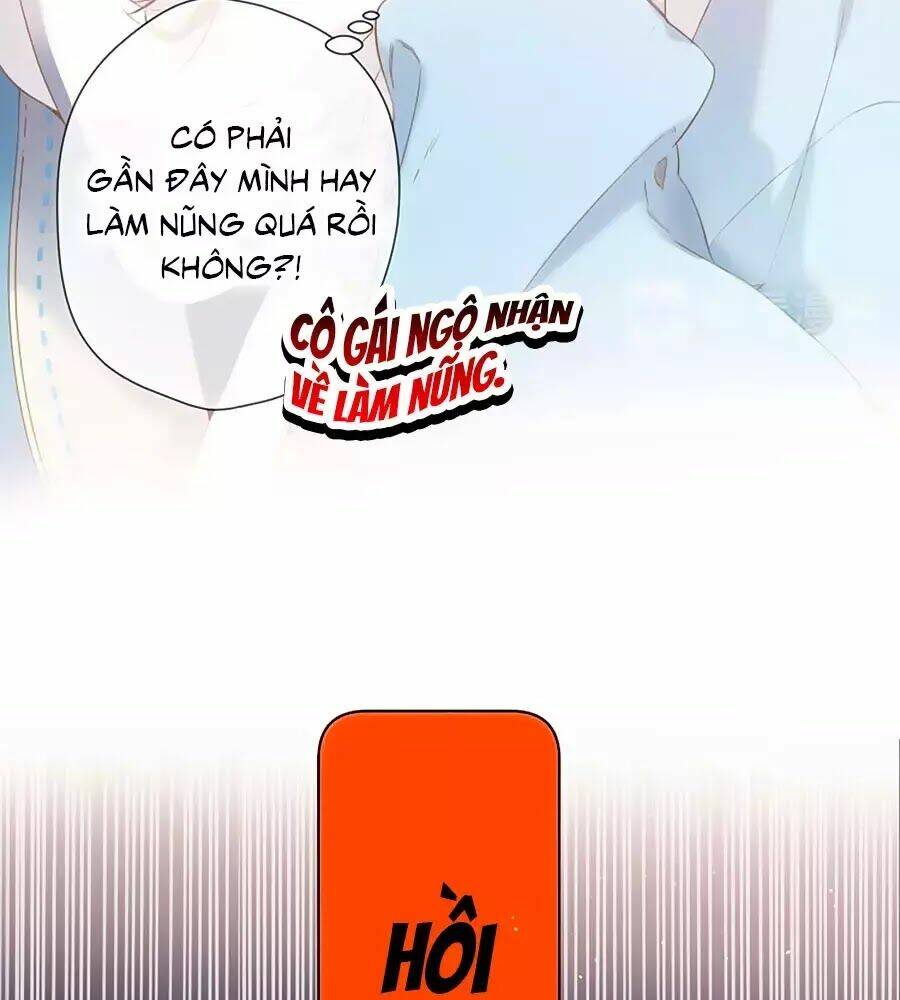 CÓ PHẢI
GẦN ĐÂY MÌNH HAY
LÀM NŨNG QUÁ RỒI
KHÔNG?!
CÔ GÁI NGỘ NHẬN
VỀ LÀM NŨNG.
HỒI